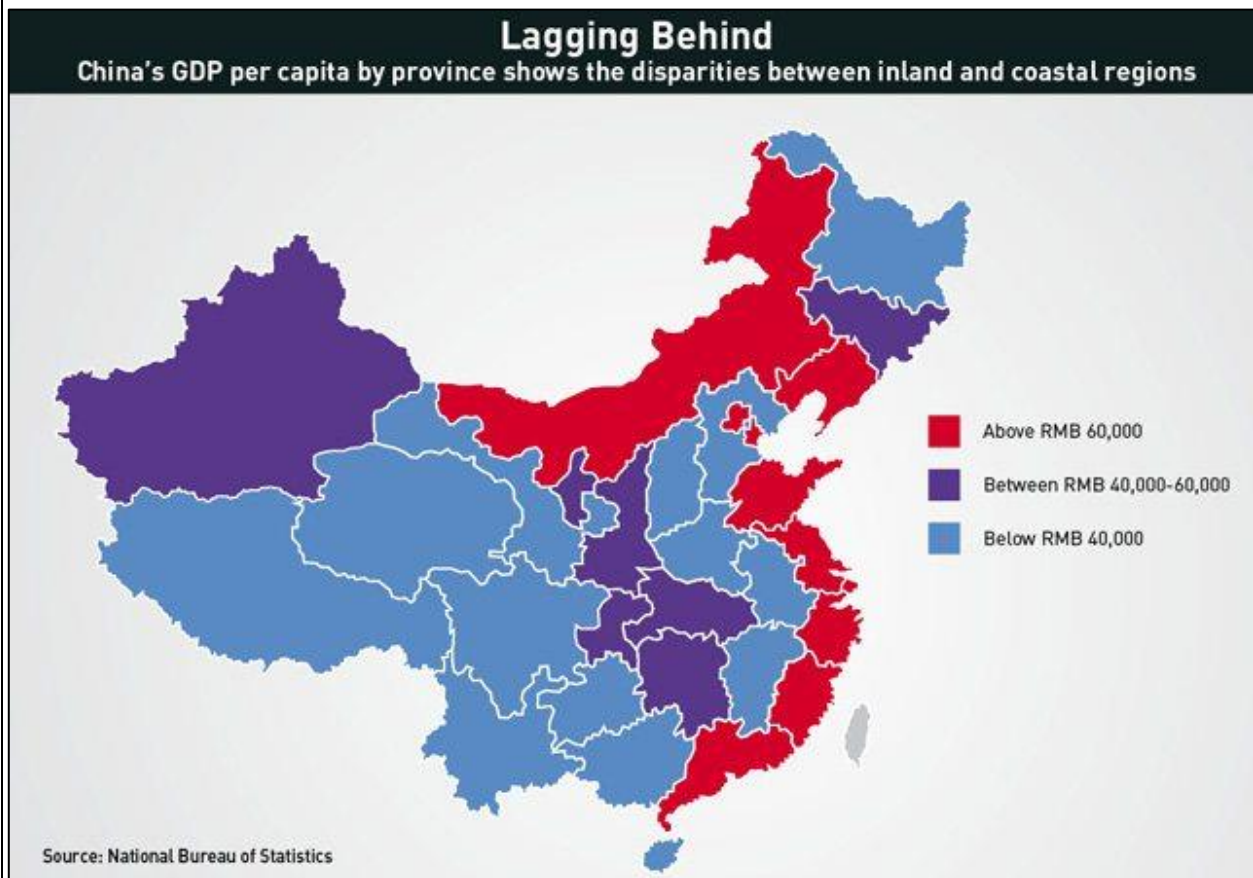 Lagging Behind
China's GDP per capita by province shows the disparities between inland and coastal regions
Above RMB 60,000
Between RMB 40,000-60,000
Below RMB 40,000
Source: National Bureau of Statistics